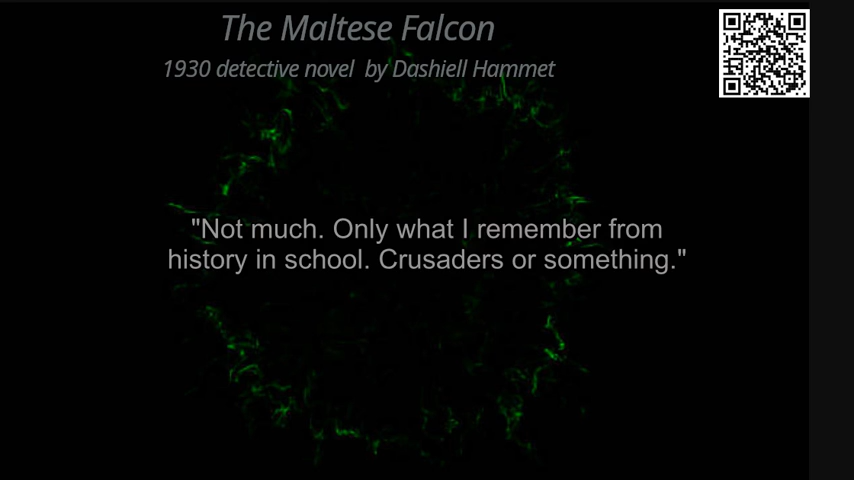 The Maltese Falcon
1930 detective novel by Dashiell Hammet
"Not much. Only what I remember from
history in school. Crusaders or something."